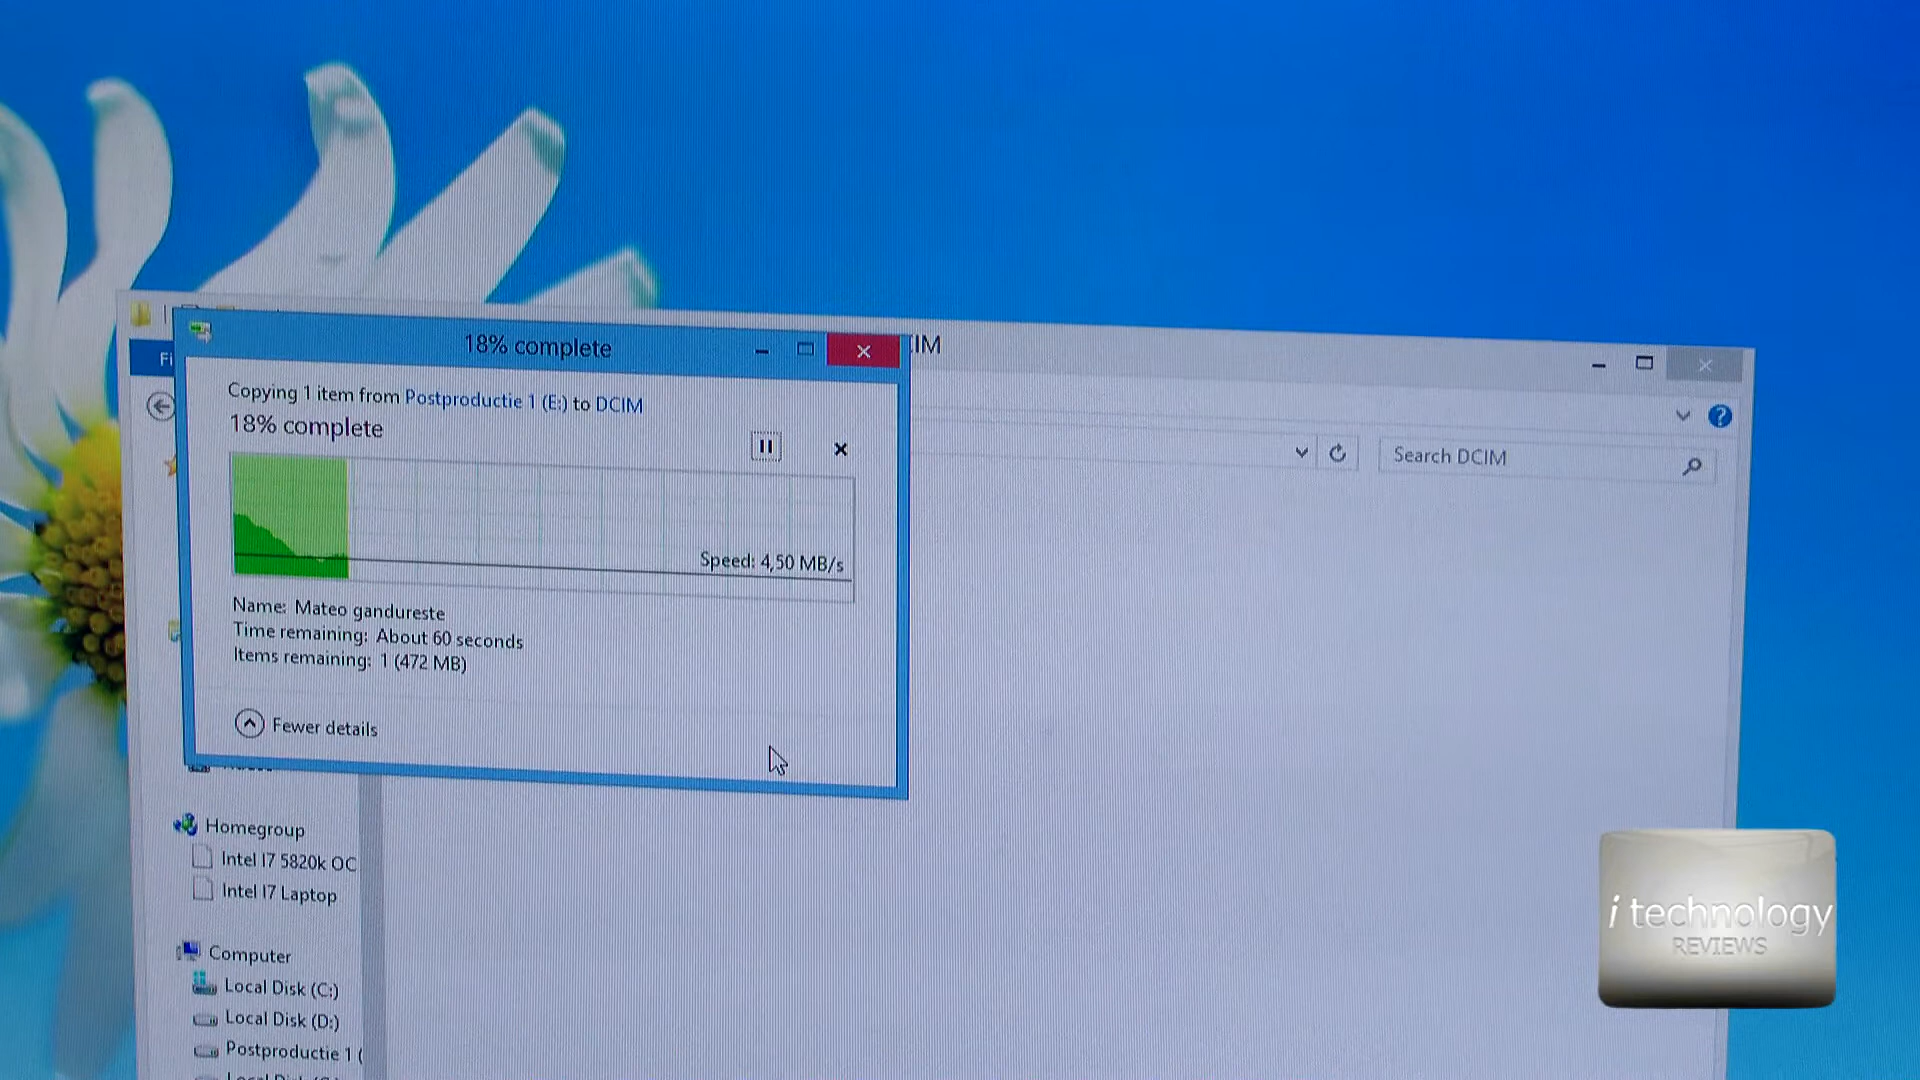 18% complete
IM
Fi
Copying 1 item from Postproductie 1 (E:) to DCIM
18% complete
Search DCIM
Speed: 4,50 MB/s
Name: Mateo gandureste
Time remaining: About 60 seconds
Items remaining: 1 (472 MB)
Fewer details
Homegroup
Intel I7 5820k OC
Intel I7 Laptop
Computer
Local Disk (C:)
Local Disk (D:)
Postproductie 1 (
i technology
REVIEWS